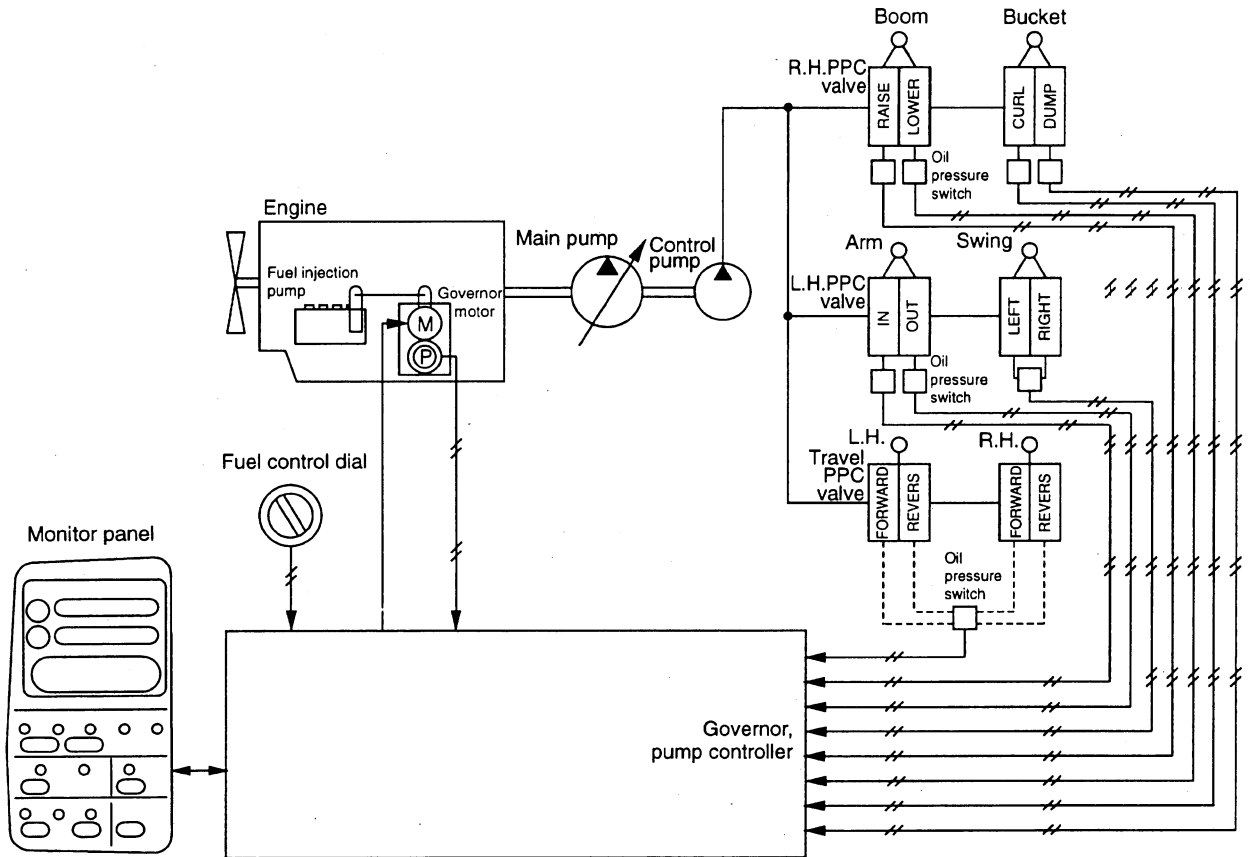 Boom
Bucket
R.H.PPC
valve
RAISE
LOWER
CURL
DUMP
Oil
pressure
switch
Engine
Main pump
Control
pump
Fuel injection
pump
Governor
motor
M
P
Arm
Swing
L.H.PPC
valve
IN
OUT
LEFT
RIGHT
Oil
pressure
switch
L.H.
R.H.
Travel
PPC
valve
FORWARD
REVERS
FORWARD
REVERS
Oil
pressure
switch
Fuel control dial
Monitor panel
Governor,
pump controller